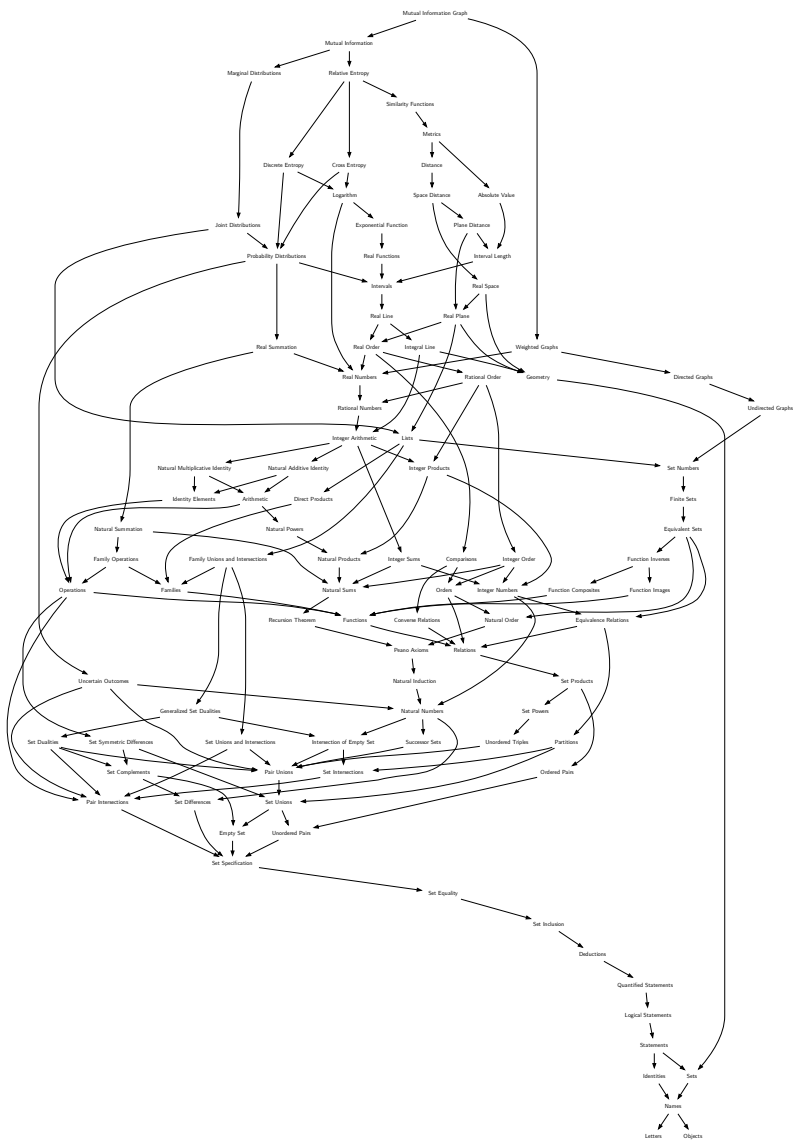 Mutual Information Graph
Mutual Information
Marginal Distributions
Relative Entropy
Similarity Functions
Metrics
Discrete Entropy
Cross Entropy
Distance
Logarithm
Space Distance
Absolute Value
Joint Distributions
Exponential Function
Plane Distance
Probability Distributions
Real Functions
Interval Length
Intervals
Real Space
Real Line
Real Plane
Real Summation
Real Order
Integral Line
Weighted Graphs
Real Numbers
Rational Order
Geometry
Directed Graphs
Rational Numbers
Undirected Graphs
Integer Arithmetic
Lists
Natural Multiplicative Identity
Natural Additive Identity
Integer Products
Set Numbers
Identity Elements
Arithmetic
Direct Products
Finite Sets
Natural Summation
Natural Powers
Equivalent Sets
Family Operations
Family Unions and Intersections
Natural Products
Integer Sums
Comparisons
Integer Order
Function Inverses
Operations
Families
Natural Sums
Orders
Integer Numbers
Function Composites
Function Images
Recursion Theorem
Functions
Converse Relations
Natural Order
Equivalence Relations
Peano Axioms
Relations
Uncertain Outcomes
Natural Induction
Set Products
Generalized Set Dualities
Natural Numbers
Set Powers
Set Dualities
Set Symmetric Differences
Set Unions and Intersections
Intersection of Empty Set
Successor Sets
Unordered Triples
Partitions
Set Complements
Pair Unions
Set Intersections
Ordered Pairs
Pair Intersections
Set Differences
Set Unions
Empty Set
Unordered Pairs
Set Specification
Set Equality
Set Inclusion
Deductions
Quantified Statements
Logical Statements
Statements
Identities
Sets
Names
Letters
Objects